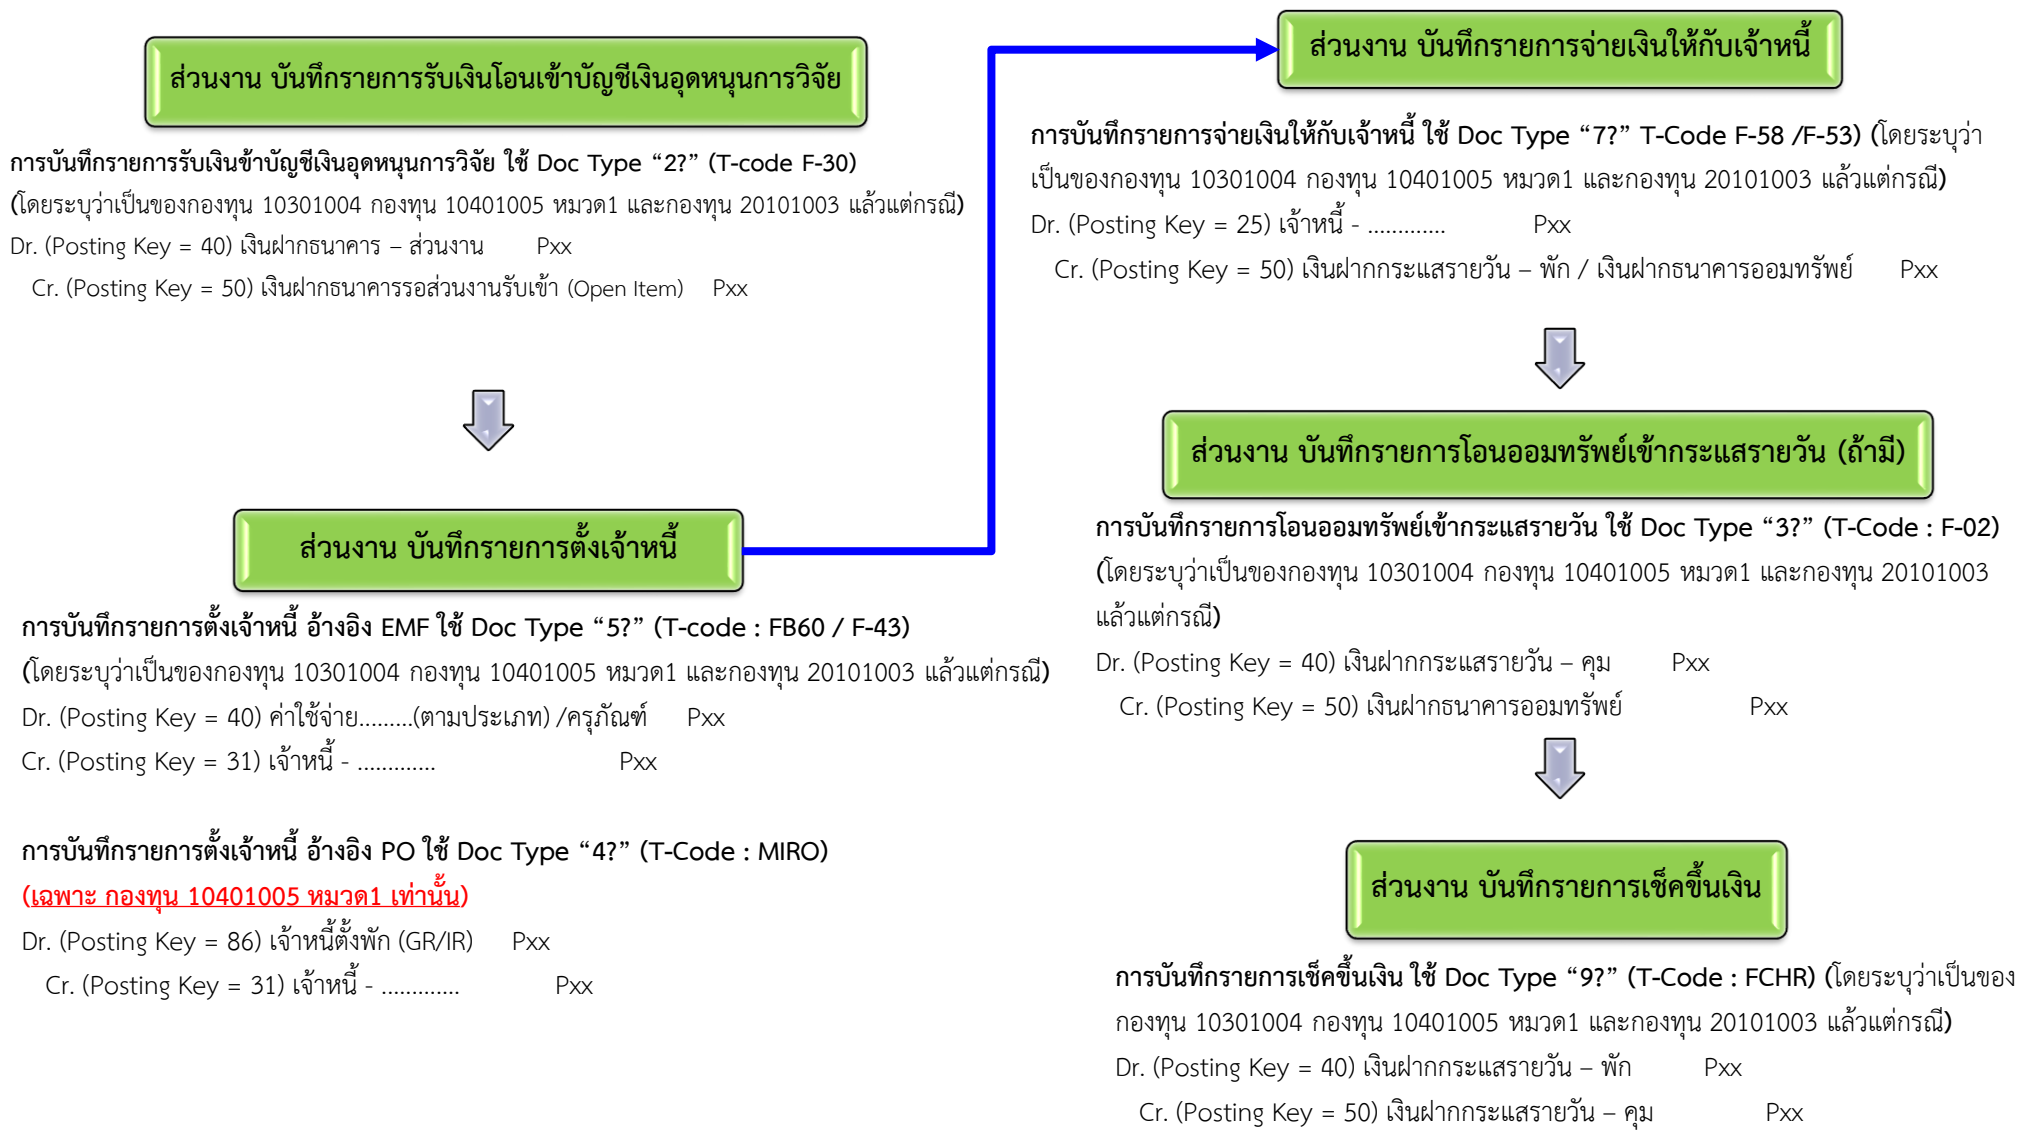 ส่วนงาน บันทึกรายการรับเงินโอนเข้าบัญชีเงินอุดหนุนการวิจัย
การบันทึกรายการรับเงินข้าบัญชีเงินอุดหนุนการวิจัย ใช้ Doc Type “2?” (T-code F-30)
(โดยระบุว่าเป็นของกองทุน 10301004 กองทุน 10401005 หมวด1 และกองทุน 20101003 แล้วแต่กรณี)
Dr. (Posting Key = 40) เงินฝากธนาคาร – ส่วนงาน Pxx
Cr. (Posting Key = 50) เงินฝากธนาคารรอส่วนงานรับเข้า (Open Item) Pxx
ส่วนงาน บันทึกรายการตั้งเจ้าหนี้
การบันทึกรายการตั้งเจ้าหนี้ อ้างอิง EMF ใช้ Doc Type “5?” (T-code : FB60 / F-43)
(โดยระบุว่าเป็นของกองทุน 10301004 กองทุน 10401005 หมวด1 และกองทุน 20101003 แล้วแต่กรณี)
Dr. (Posting Key = 40) ค่าใช้จ่าย.........(ตามประเภท) /ครุภัณฑ์ Pxx
Cr. (Posting Key = 31) เจ้าหนี้ - ............. Pxx
การบันทึกรายการตั้งเจ้าหนี้ อ้างอิง PO ใช้ Doc Type “4?” (T-Code : MIRO)
(เฉพาะ กองทุน 10401005 หมวด1 เท่านั้น)
Dr. (Posting Key = 86) เจ้าหนี้ตั้งพัก (GR/IR) Pxx
Cr. (Posting Key = 31) เจ้าหนี้ - ............. Pxx
ส่วนงาน บันทึกรายการจ่ายเงินให้กับเจ้าหนี้
การบันทึกรายการจ่ายเงินให้กับเจ้าหนี้ ใช้ Doc Type “7?” T-Code F-58 /F-53) (โดยระบุว่า
เป็นของกองทุน 10301004 กองทุน 10401005 หมวด1 และกองทุน 20101003 แล้วแต่กรณี)
Dr. (Posting Key = 25) เจ้าหนี้ - ............. Pxx
Cr. (Posting Key = 50) เงินฝากกระแสรายวัน – พัก / เงินฝากธนาคารออมทรัพย์ Pxx
ส่วนงาน บันทึกรายการโอนออมทรัพย์เข้ากระแสรายวัน (ถ้ามี)
การบันทึกรายการโอนออมทรัพย์เข้ากระแสรายวัน ใช้ Doc Type “3?” (T-Code : F-02)
(โดยระบุว่าเป็นของกองทุน 10301004 กองทุน 10401005 หมวด1 และกองทุน 20101003
แล้วแต่กรณี)
Dr. (Posting Key = 40) เงินฝากกระแสรายวัน – คุม Pxx
Cr. (Posting Key = 50) เงินฝากธนาคารออมทรัพย์ Pxx
ส่วนงาน บันทึกรายการเช็คขึ้นเงิน
การบันทึกรายการเช็คขึ้นเงิน ใช้ Doc Type “9?” (T-Code : FCHR) (โดยระบุว่าเป็นของ
กองทุน 10301004 กองทุน 10401005 หมวด1 และกองทุน 20101003 แล้วแต่กรณี)
Dr. (Posting Key = 40) เงินฝากกระแสรายวัน – พัก Pxx
Cr. (Posting Key = 50) เงินฝากกระแสรายวัน – คุม Pxx